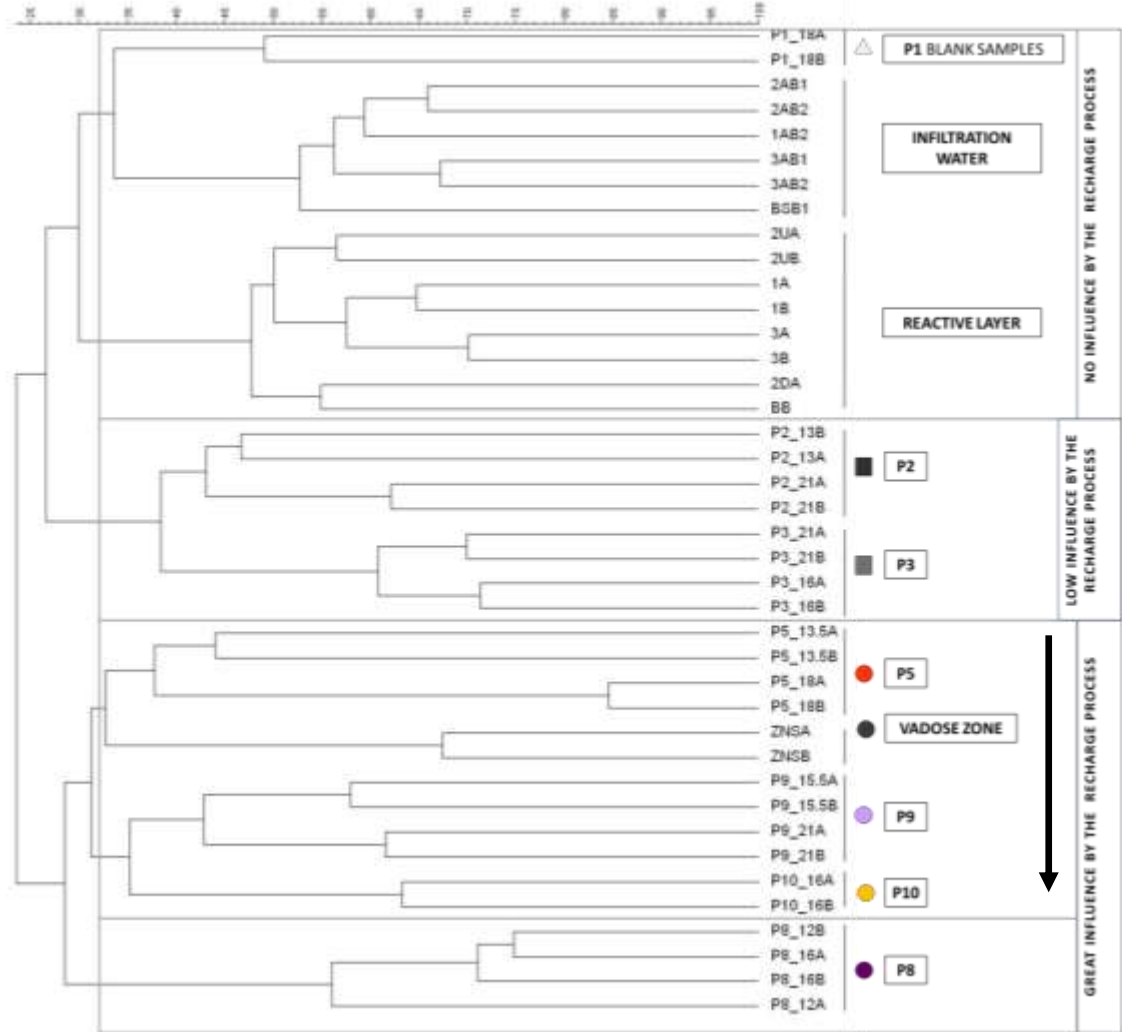 25
100
P1_18A
P1_18B
P1 BLANK SAMPLES
2AB1
2AB2
1AB2
3AB1
3AB2
BSB1
INFILTRATION
WATER
2UA
2UB
1A
1B
3A
3B
2DA
BB
REACTIVE LAYER
NO INFLUENCE BY THE RECHARGE PROCESS
P2_13B
P2_13A
P2_21A
P2_21B
P2
P3_21A
P3_21B
P3_16A
P3_16B
P3
LOW INFLUENCE BY THE
RECHARGE PROCESS
P5_13.5A
P5_13.5B
P5_18A
P5_18B
P5
ZNSA
ZNSB
VADOSE ZONE
P9_15.5A
P9_15.5B
P9_21A
P9_21B
P9
P10_16A
P10_16B
P10
P8_12B
P8_16A
P8_16B
P8_12A
P8
GREAT INFLUENCE BY THE RECHARGE PROCESS